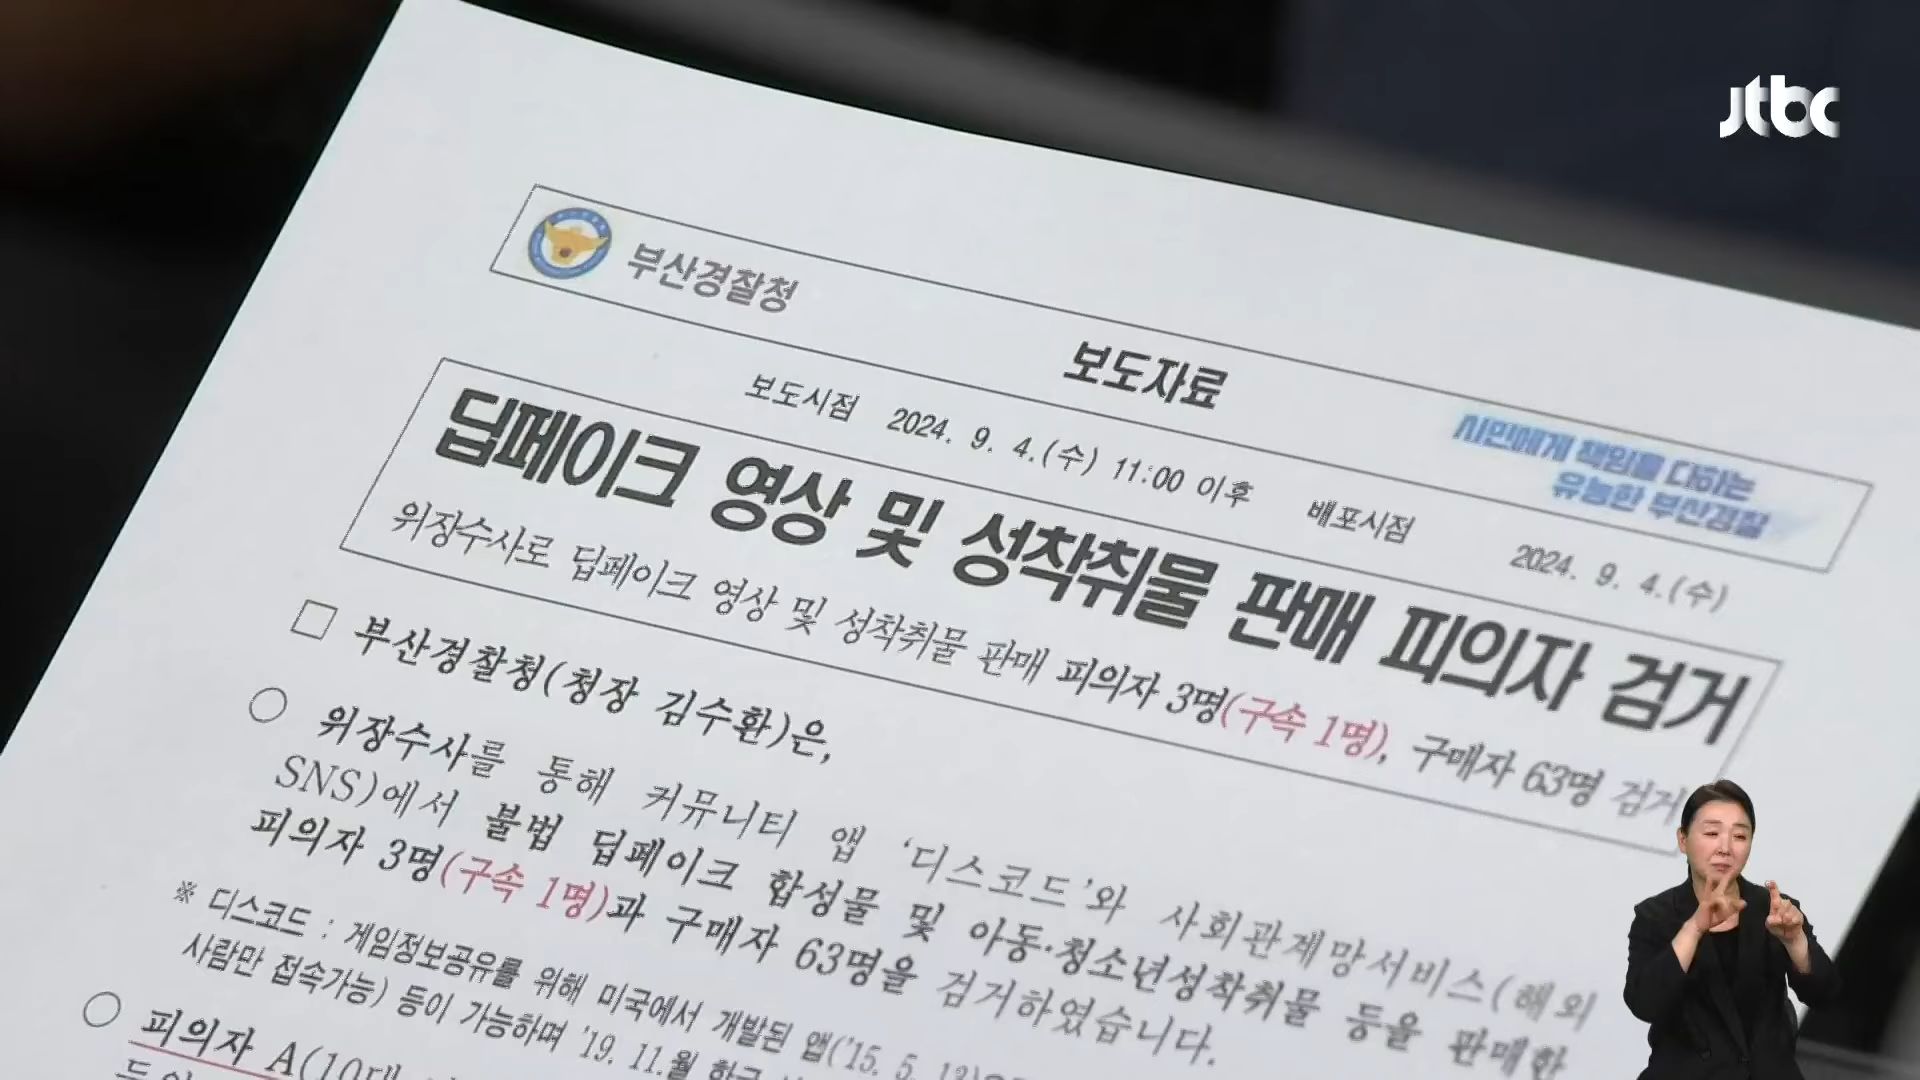 jtbc
부산경찰청
보도자료
시민에게 책임을 다하는
유능한 부산경찰
보도시점 2024. 9. 4.(수) 11:00 이후 배포시점 2024. 9. 4.(수)
딥페이크 영상 및 성착취물 판매 피의자 검거
위장수사로 딥페이크 영상 및 성착취물 판매 피의자 3명(구속 1명), 구매자 63명 검거
□ 부산경찰청(청장 김수환)은,
○ 위장수사를 통해 커뮤니티 앱 ‘디스코드’와 사회관계망서비스(해외
SNS)에서 불법 딥페이크 합성물 및 아동·청소년성착취물 등을 판매한
피의자 3명(구속 1명)과 구매자 63명을 검거하였습니다.
※ 디스코드 : 게임정보공유를 위해 미국에서 개발된 앱('15. 5. 13)
사람만 접속가능) 등이 가능하며 '19. 11.월 한국
○ 피의자 A(10대